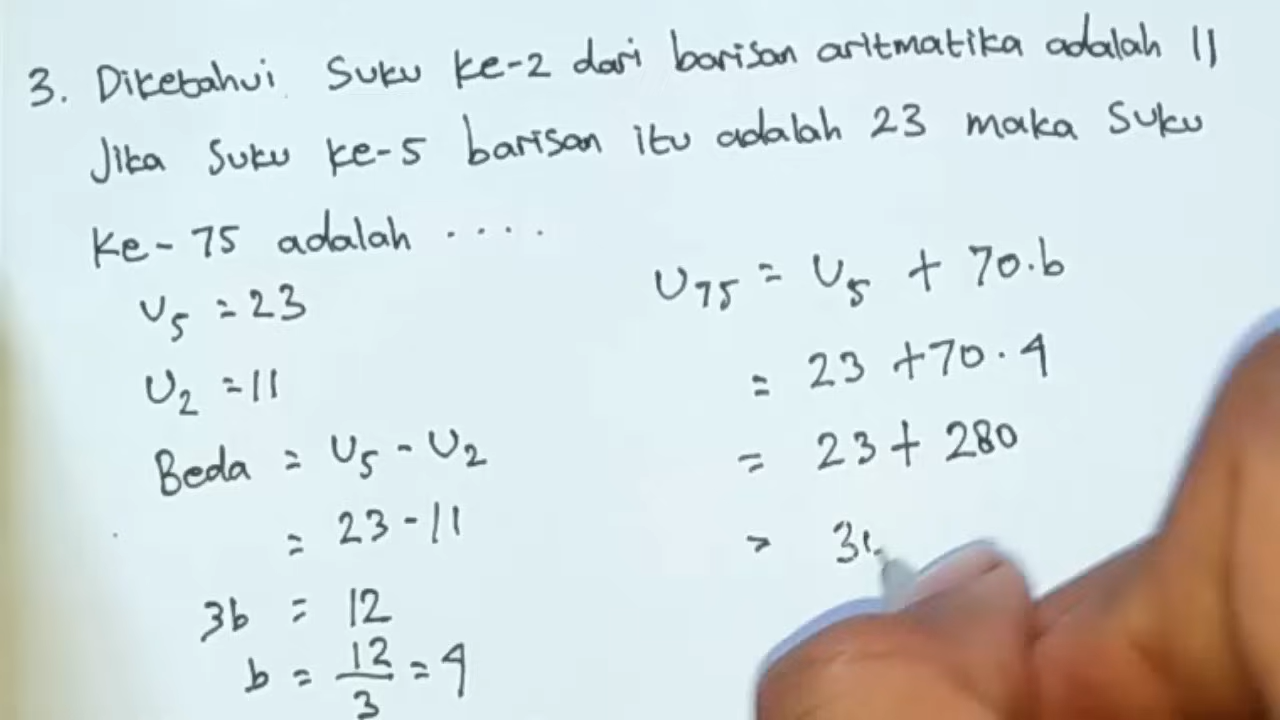 3. Diketahui Suku ke-2 dari barisan aritmatika adalah 11
Jika Suku ke-5 barisan itu adalah 23 maka Suku
Ke-75 adalah ....
U5 = 23
U2 = 11
Beda = U5 - U2
= 23 - 11
3b = 12
b = 12/3 = 4
U75 = U5 + 70.b
= 23 + 70.4
= 23 + 280
=